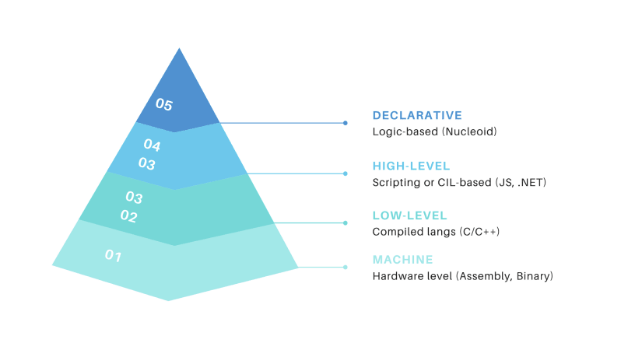 05
DECLARATIVE
Logic-based (Nucleoid)
04
03
HIGH-LEVEL
Scripting or CIL-based (JS, .NET)
03
02
LOW-LEVEL
Compiled langs (C/C++)
01
MACHINE
Hardware level (Assembly, Binary)